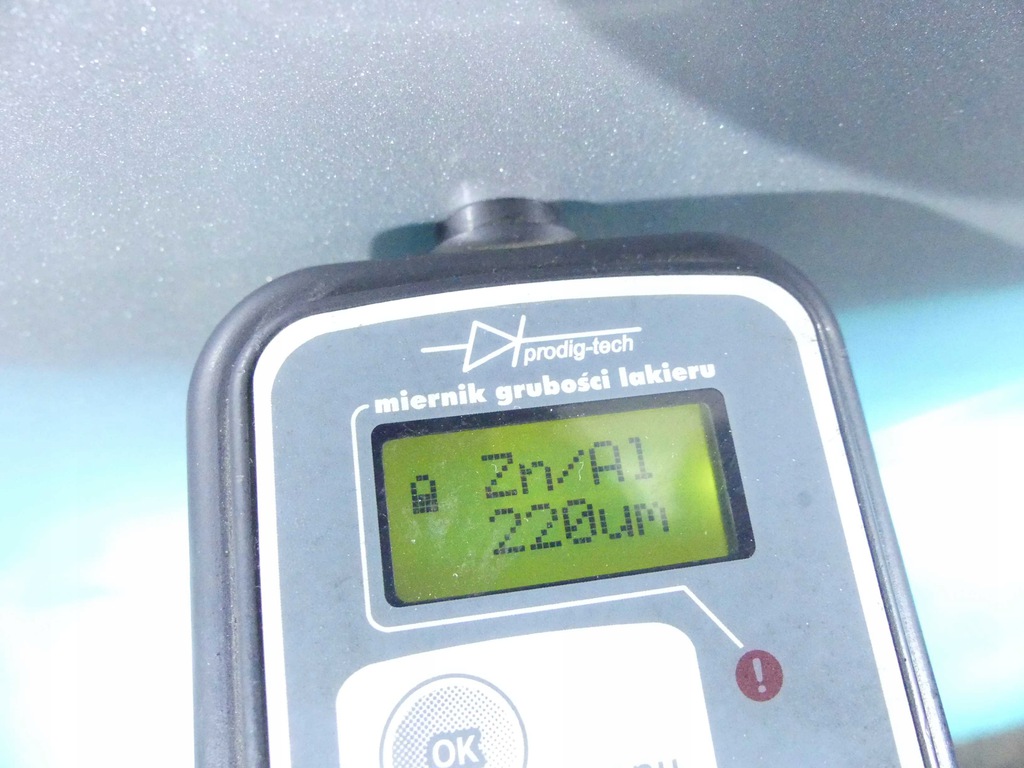 prodig-tech
miernik grubości lakieru
Zn/Al
220um
!
OK